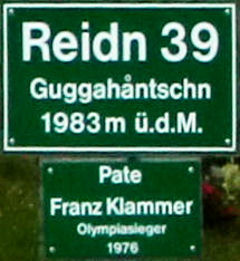 Reidn 39
Guggahåntschn
1983 m ü.d.M.
Pate
Franz Klammer
Olympiasieger
1976